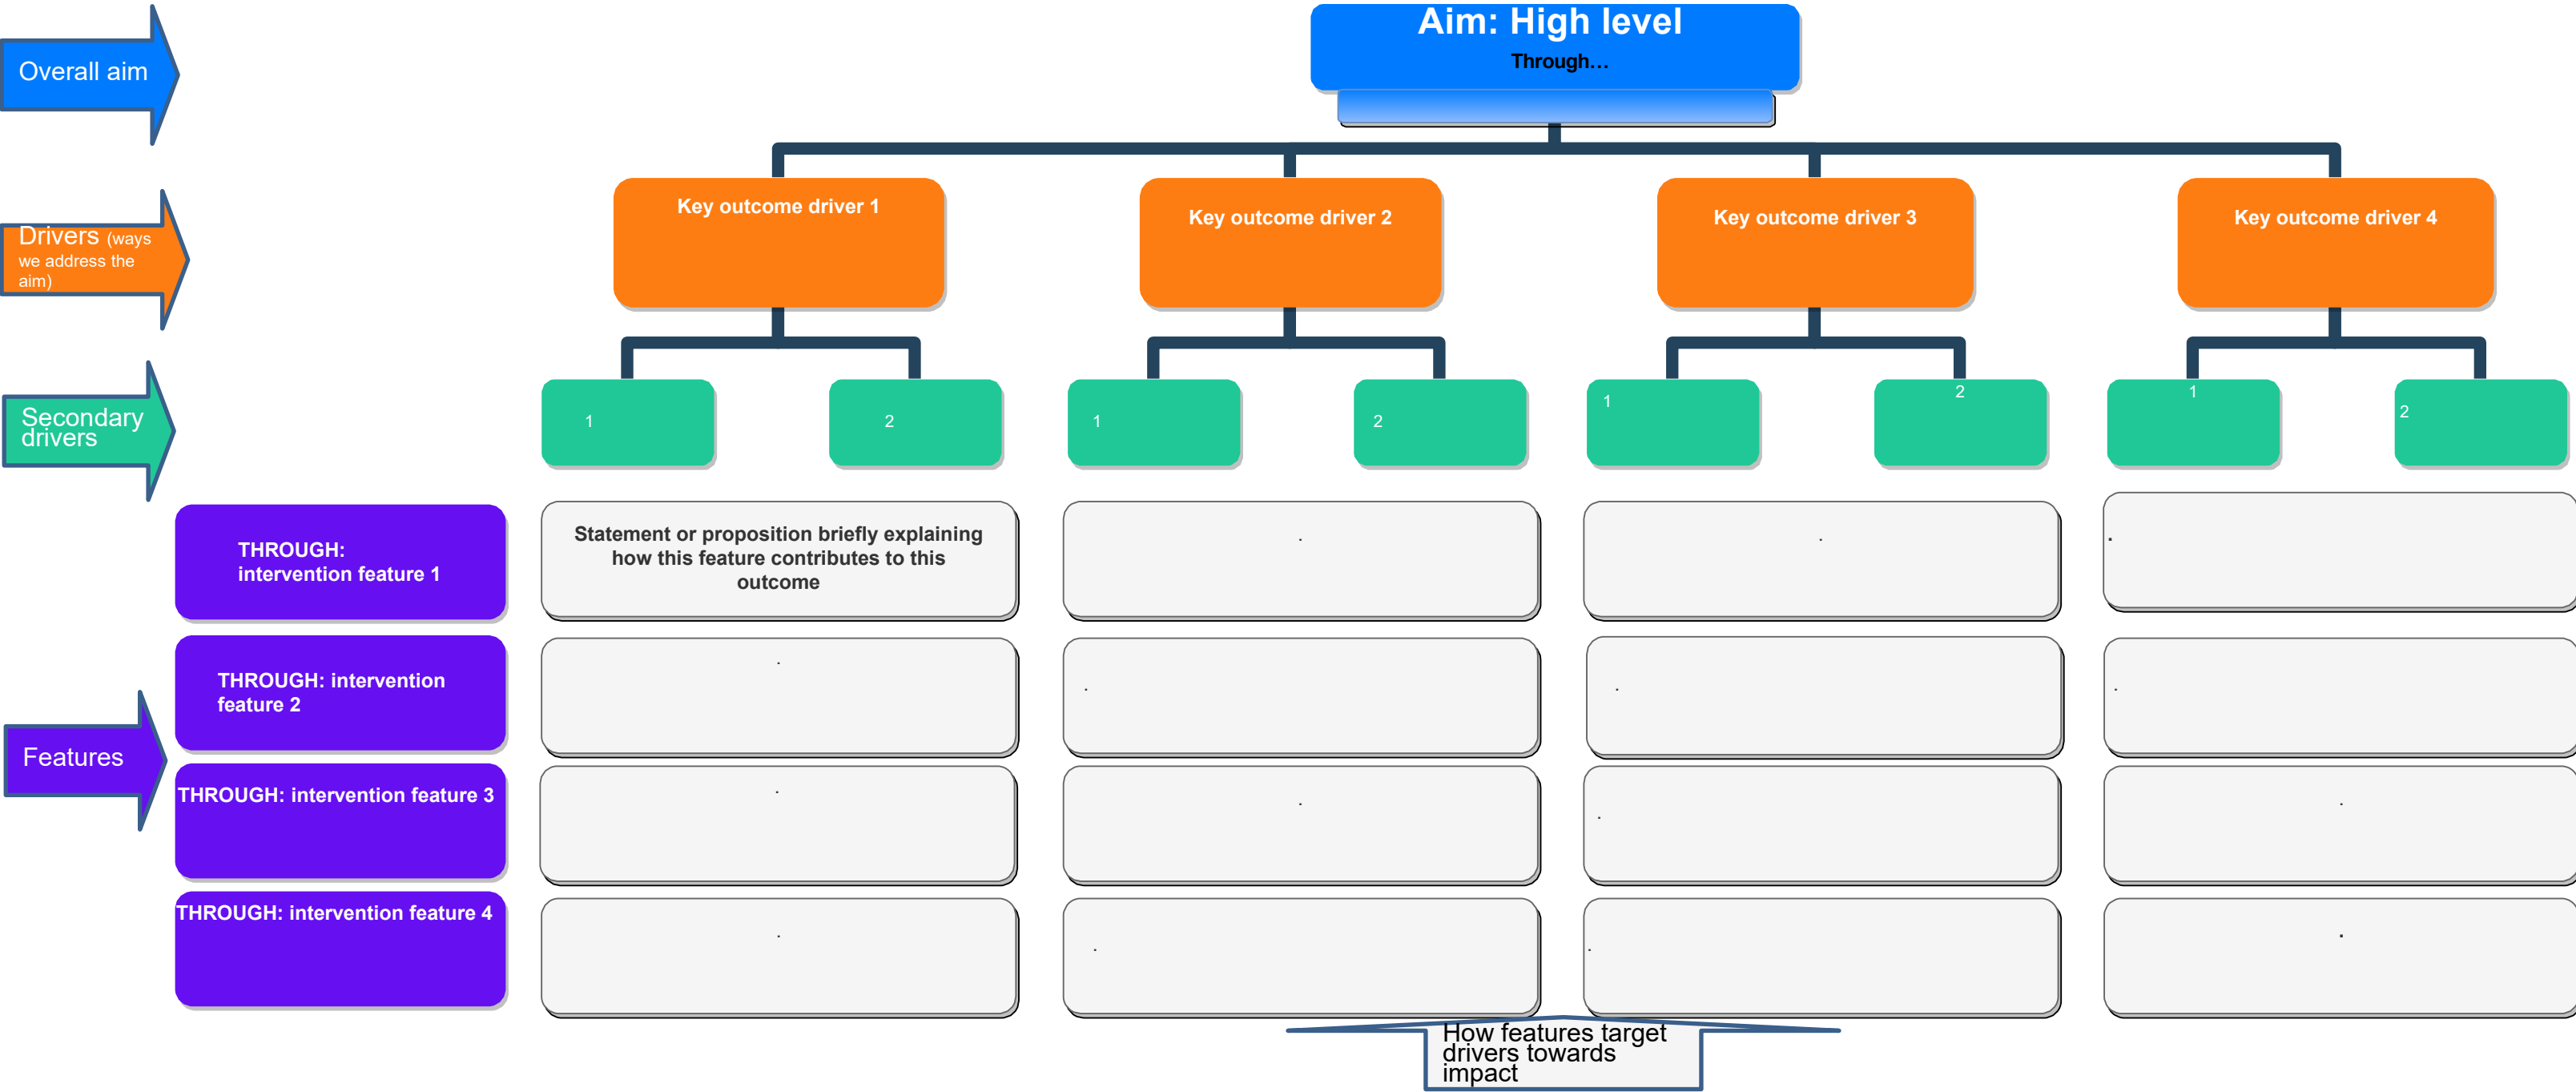 Aim: High level
Through...
Overall aim
Drivers (ways
we address the
aim)
Key outcome driver 1
Key outcome driver 2
Key outcome driver 3
Key outcome driver 4
Secondary
drivers
1
2
1
2
1
2
1
2
Features
THROUGH:
intervention feature 1
Statement or proposition briefly explaining
how this feature contributes to this
outcome
.
.
.
THROUGH: intervention
feature 2
.
.
.
.
THROUGH: intervention feature 3
.
.
.
.
THROUGH: intervention feature 4
.
.
.
.
How features target
drivers towards
impact